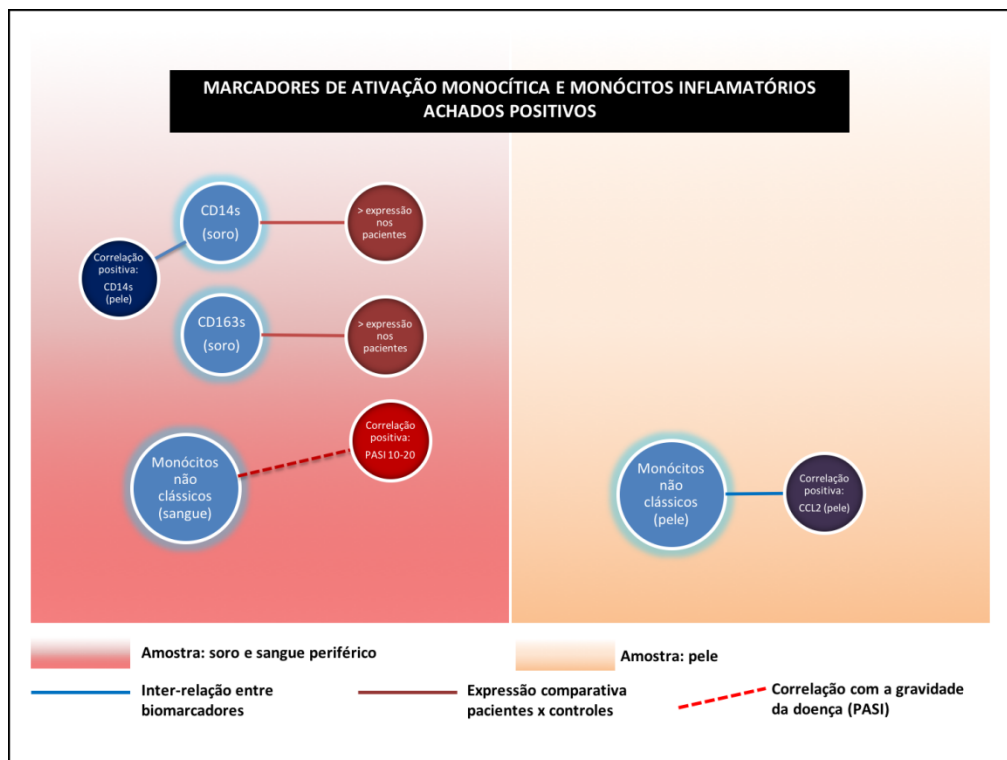 MARCADORES DE ATIVAÇÃO MONOCÍTICA E MONÓCITOS INFLAMATÓRIOS
ACHADOS POSITIVOS
CD14s
(soro)
> expressão
nos
pacientes
Correlação
positiva:
CD14s
(pele)
CD163s
(soro)
> expressão
nos
pacientes
Correlação
positiva:
PASI 10-20
Monócitos
não
clássicos
(sangue)
Monócitos
não
clássicos
(pele)
Correlação
positiva:
CCL2 (pele)
Amostra: soro e sangue periférico
Amostra: pele
Inter-relação entre
biomarcadores
Expressão comparativa
pacientes x controles
Correlação com a gravidade
da doença (PASI)